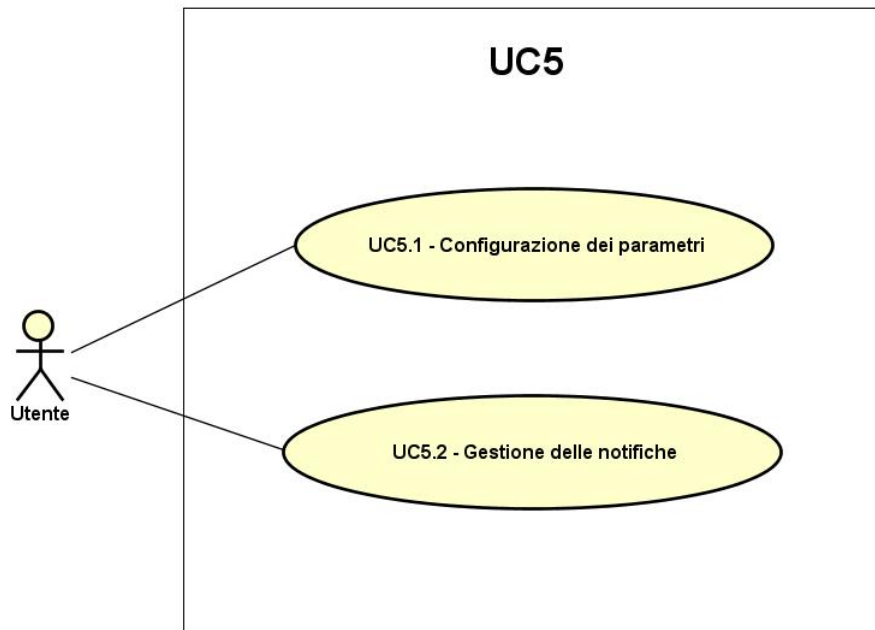 UC5
UC5.1 - Configurazione dei parametri
Utente
UC5.2 - Gestione delle notifiche